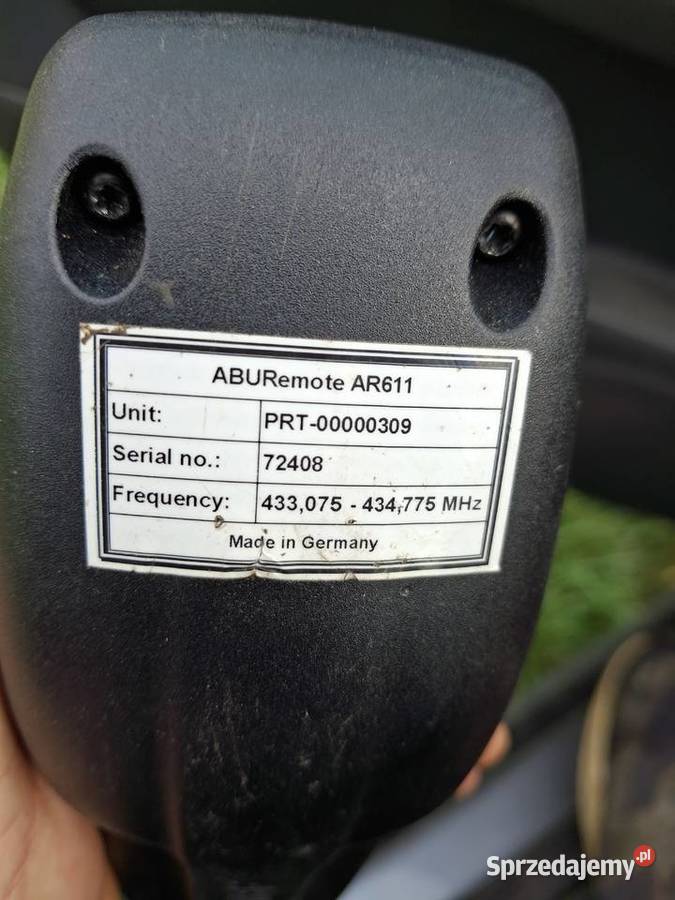 ABURemote AR611
Unit: PRT-00000309
Serial no.: 72408
Frequency: 433,075 - 434,775 MHz
Made in Germany
Sprzedajemy.pl